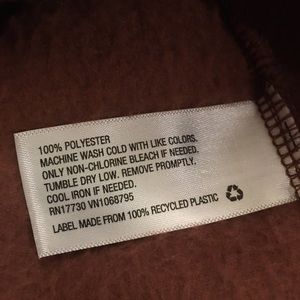 100% POLYESTER
MACHINE WASH COLD WITH LIKE COLORS.
ONLY NON-CHLORINE BLEACH IF NEEDED.
TUMBLE DRY LOW. REMOVE PROMPTLY.
COOL IRON IF NEEDED.
RN17730 VN1068795
LABEL MADE FROM 100% RECYCLED PLASTIC